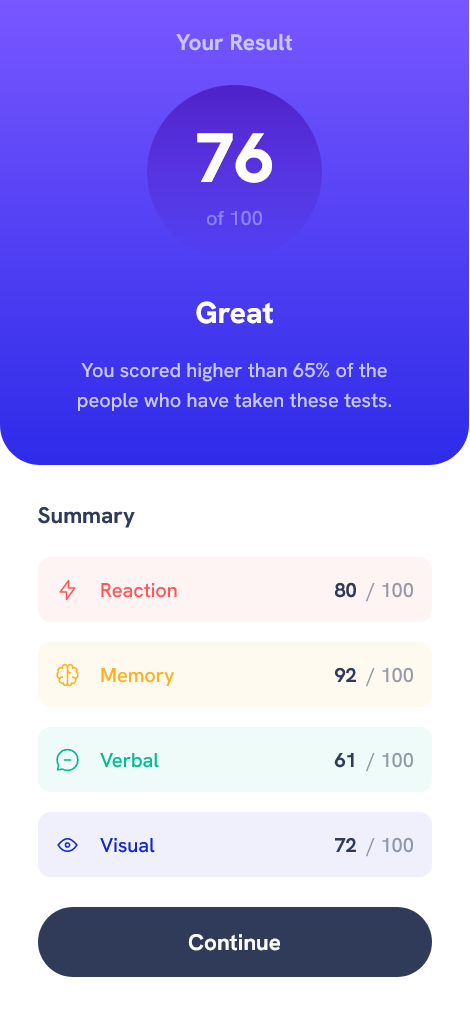 Your Result
76
of 100
Great
You scored higher than 65% of the
people who have taken these tests.
Summary
Reaction 80 / 100
Memory 92 / 100
Verbal 61 / 100
Visual 72 / 100
Continue